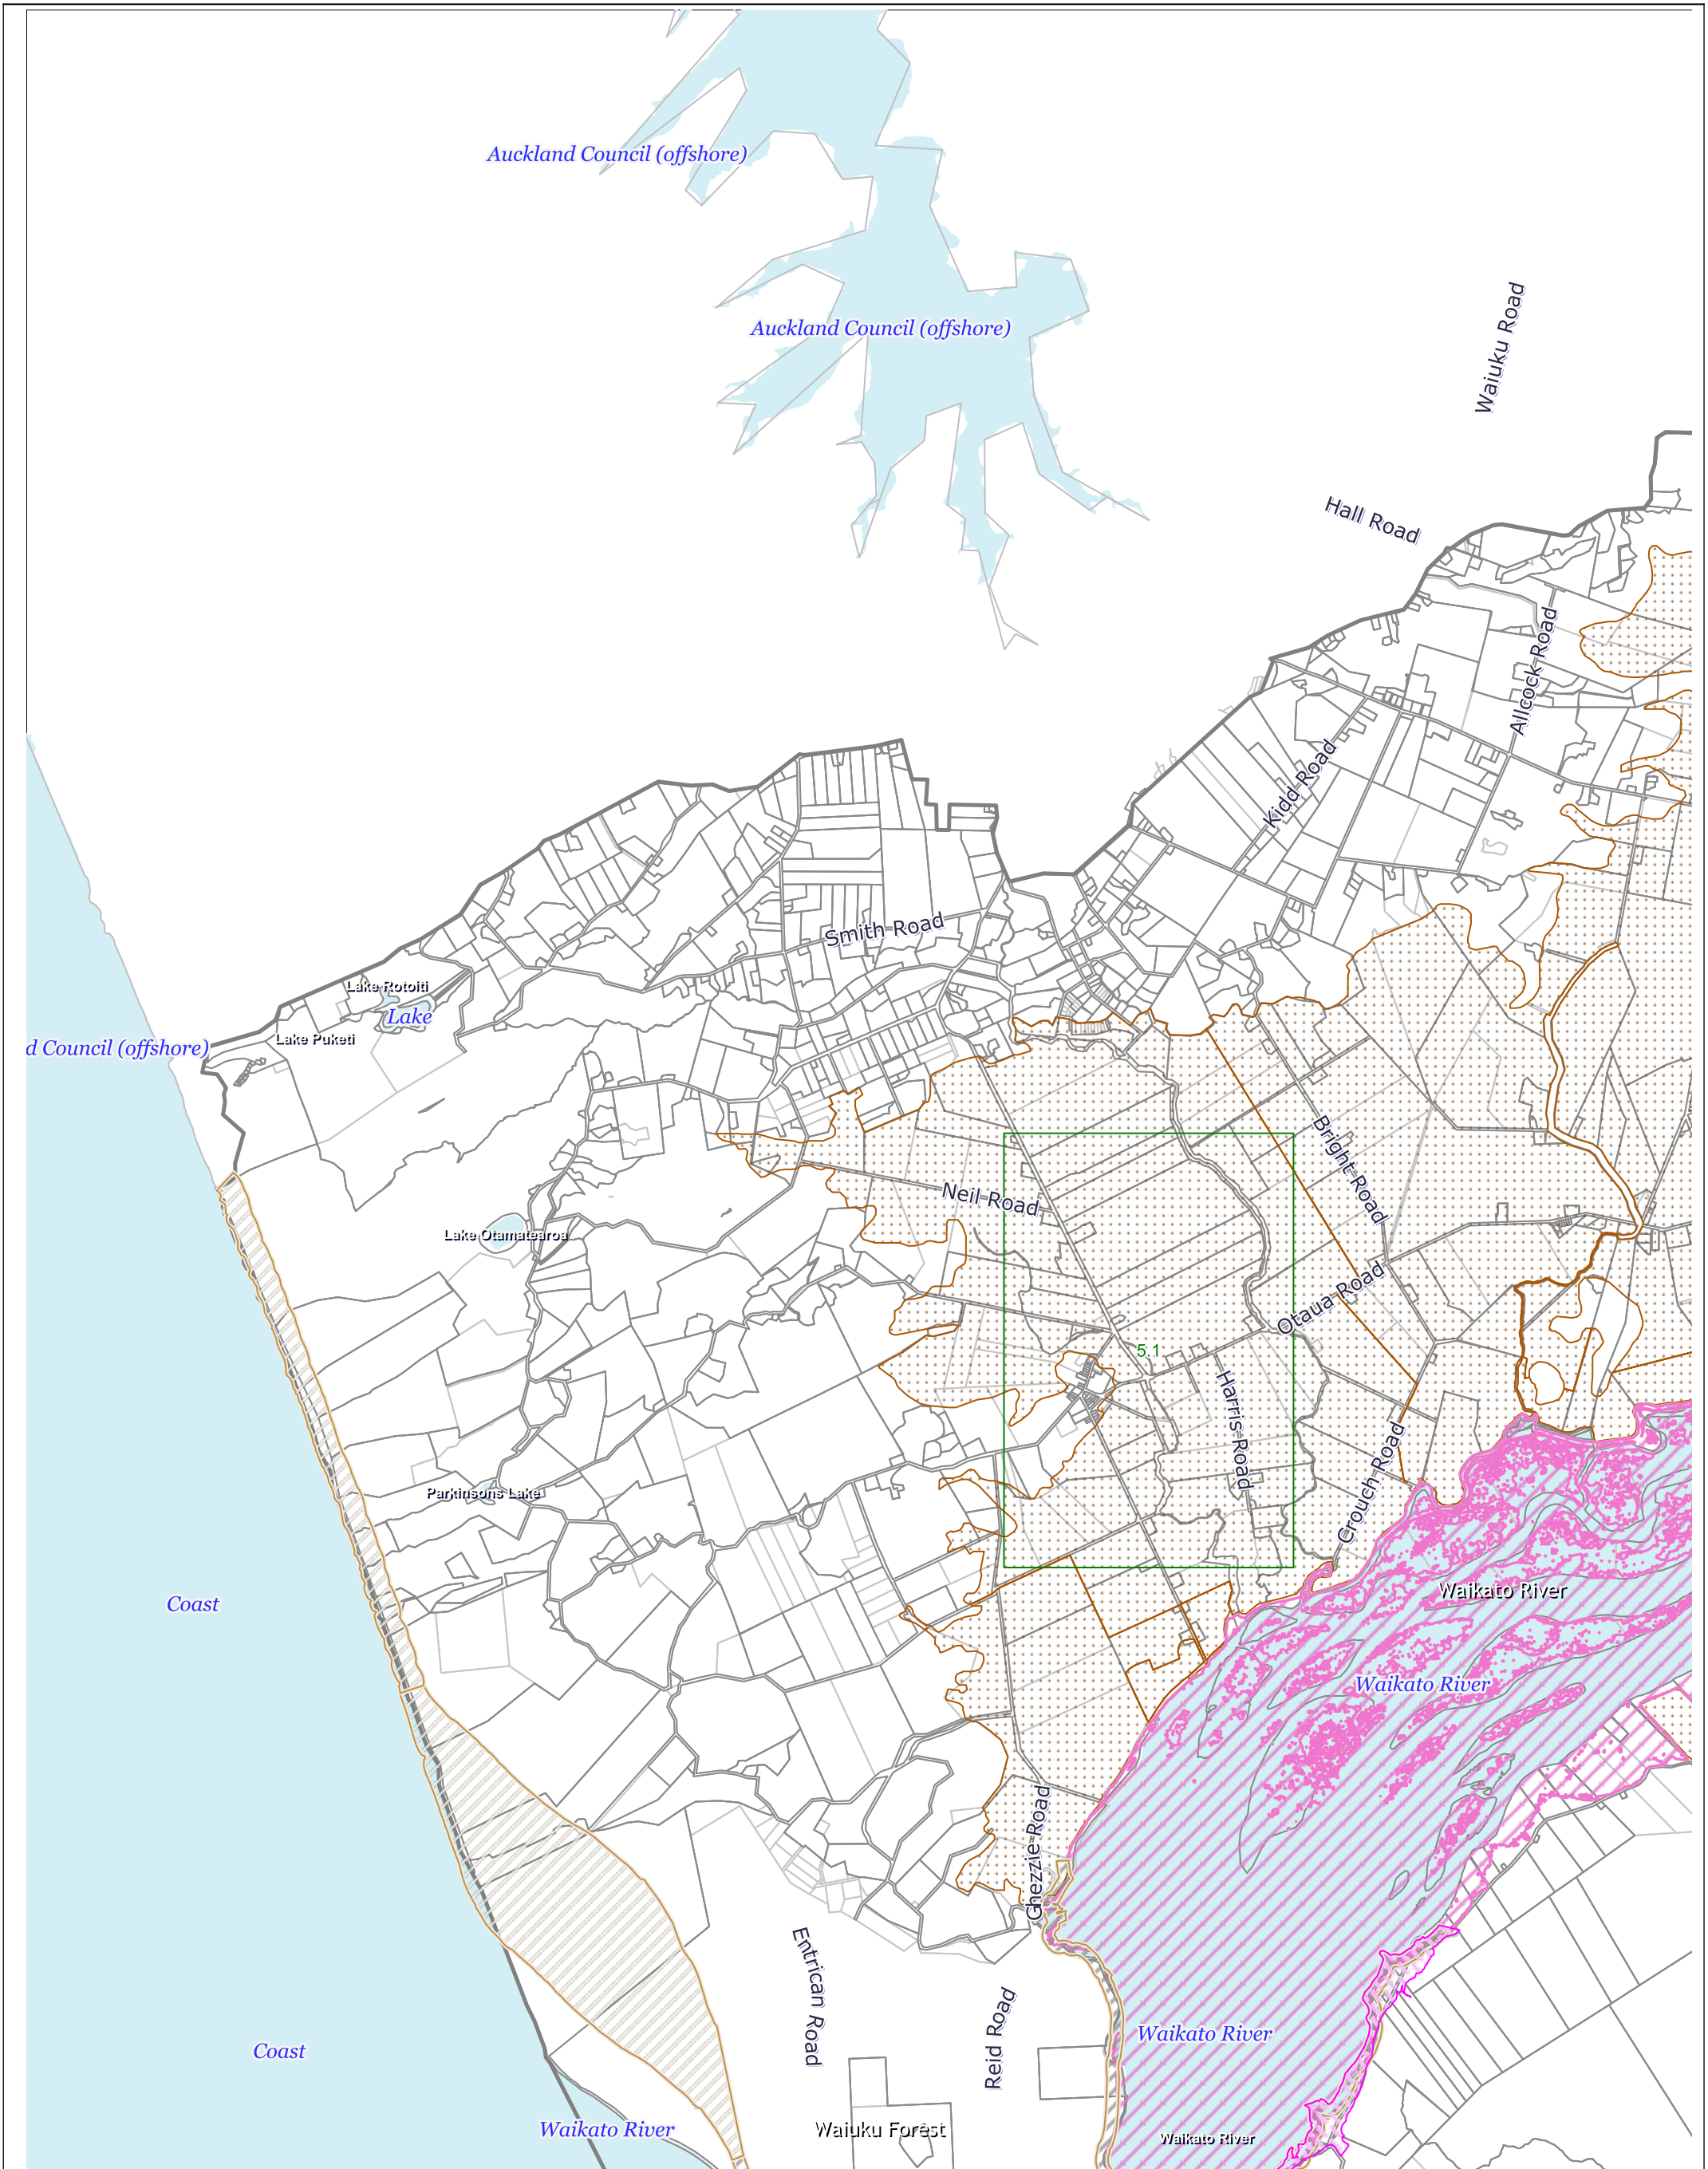 Auckland Council (offshore)
Auckland Council (offshore)
Waiuku Road
Hall Road
Allcock Road
Kidd Road
Smith Road
Lake Rotoiti
Lake
Lake Puketi
d Council (offshore)
Bright Road
Neil Road
Lake Otamatearoa
Otaua Road
5.1
Harris Road
Crouch Road
Parkinsons Lake
Waikato River
Coast
Waikato River
Ghezzie Road
Entrican Road
Reid Road
Waikato River
Coast
Waikato River
Waiuku Forest
Waikato River